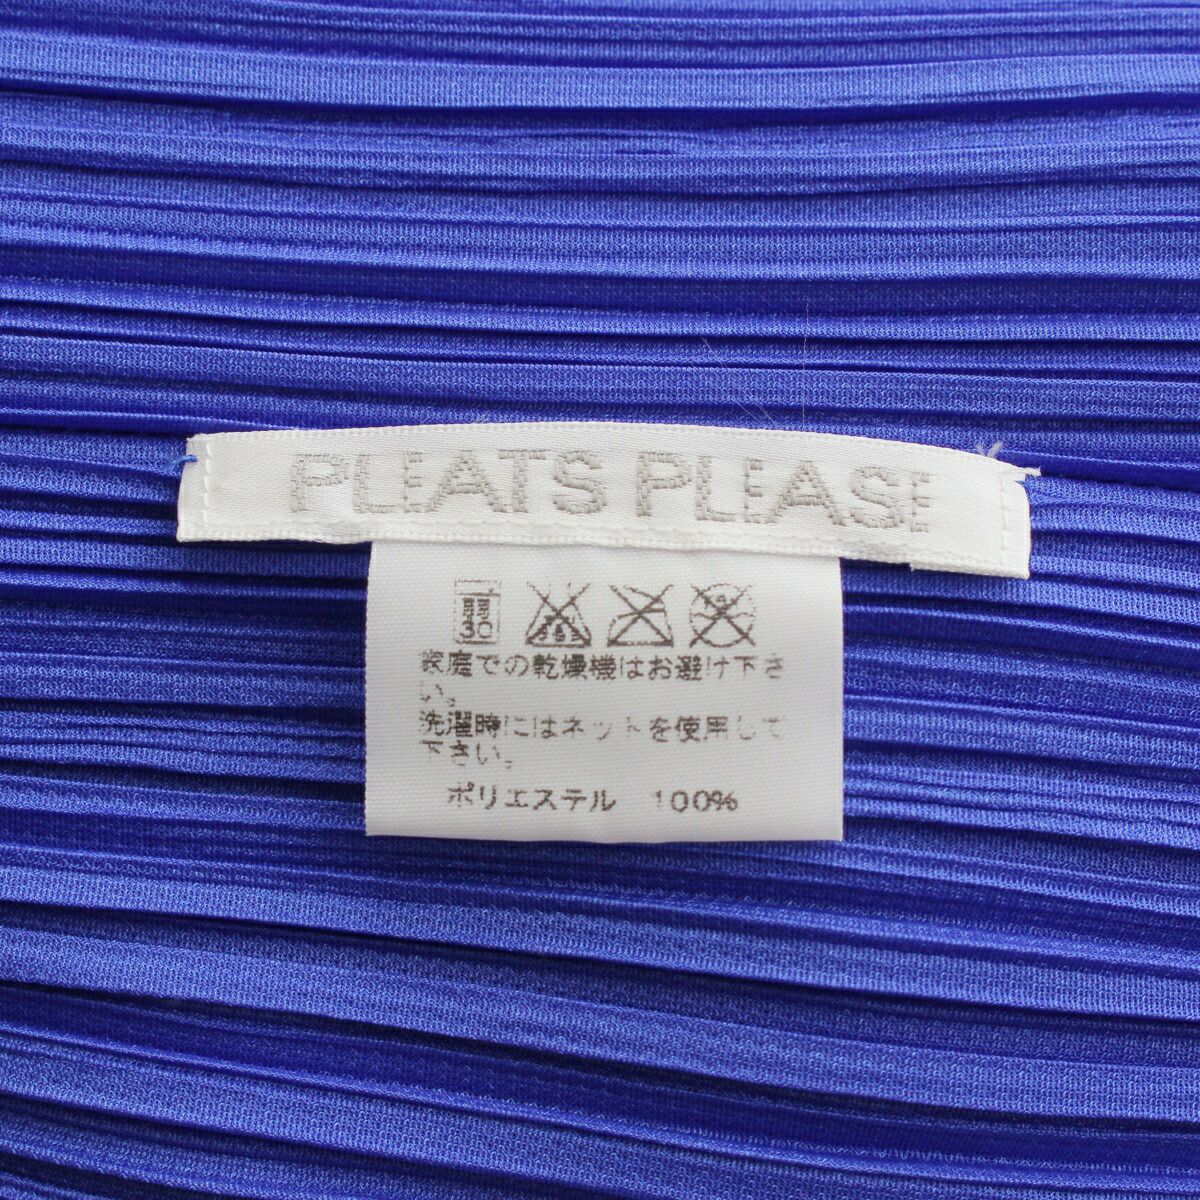 PLEATS PLEASE
弱
30
家庭での乾燥機はお避け下さ
い。
洗濯時にはネットを使用して
下さい。
ポリエステル 100%